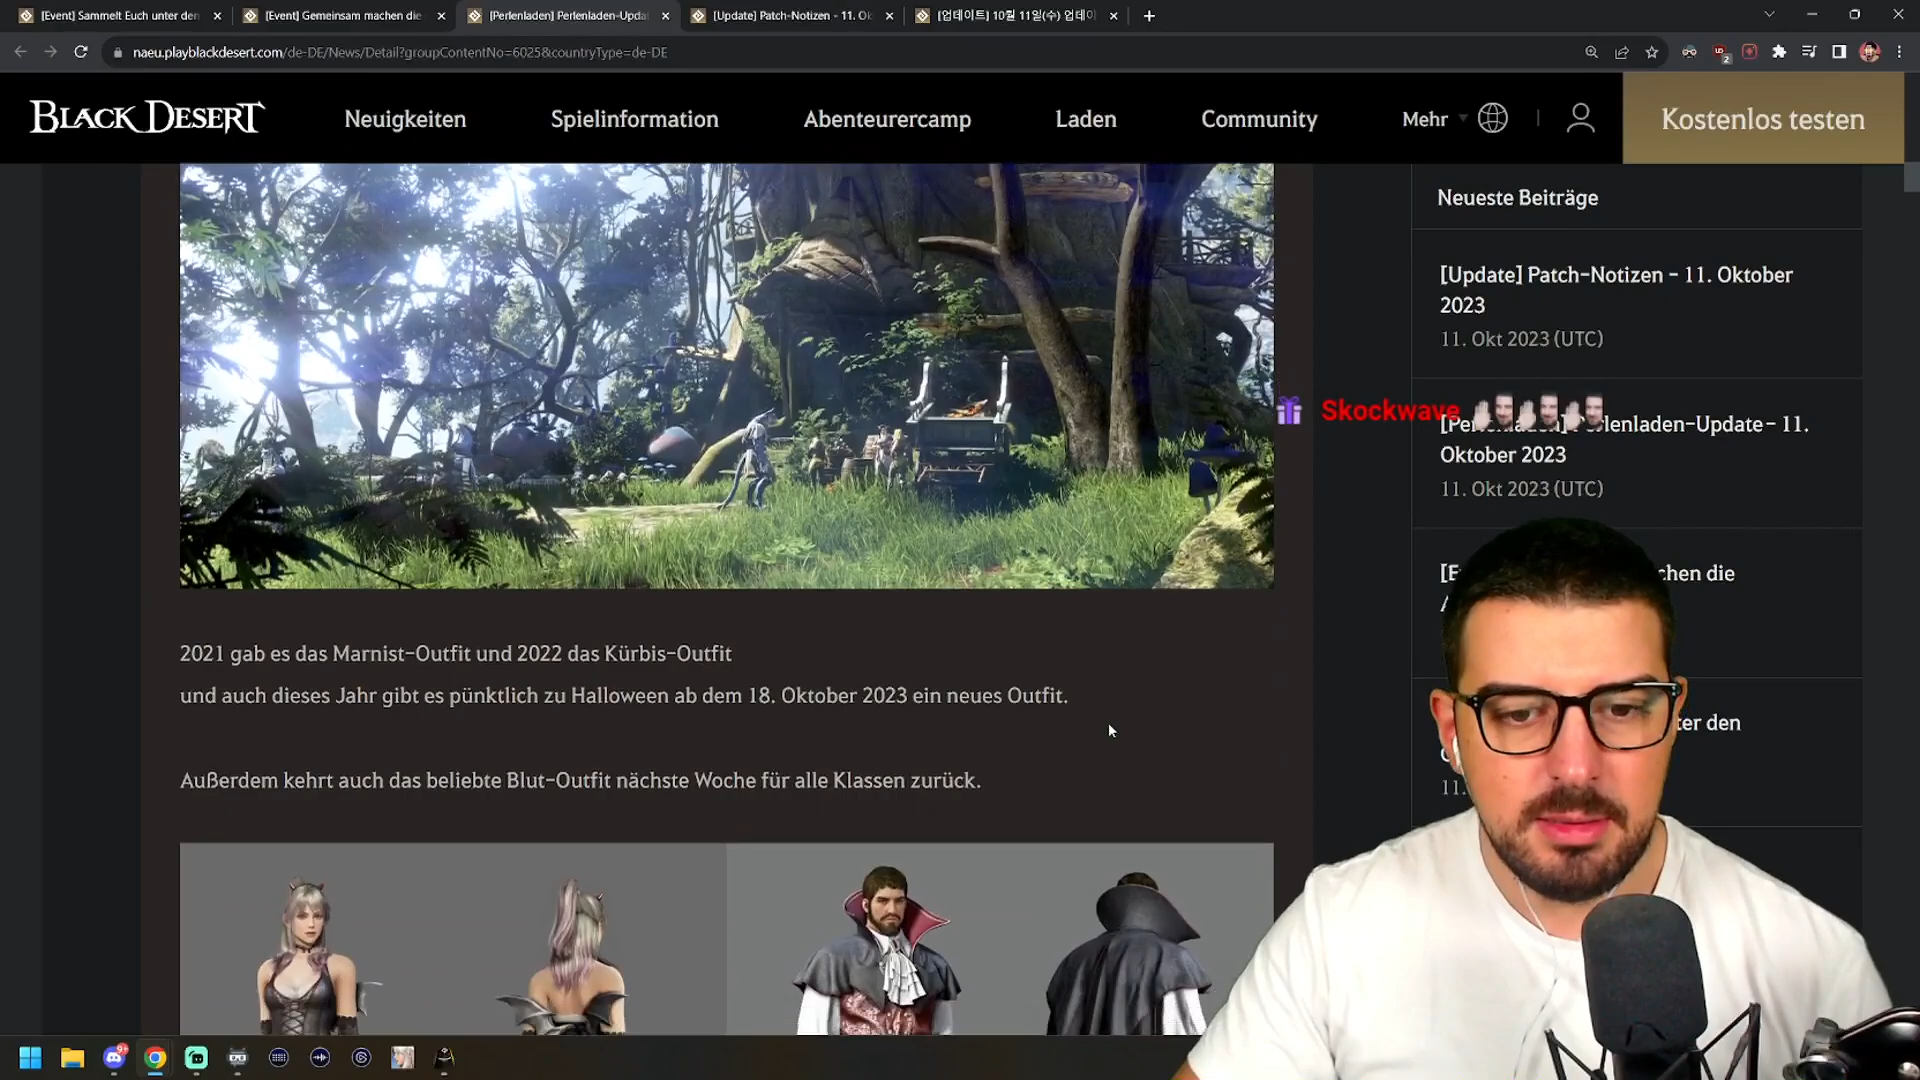 [Event] Sammelt Euch unter den
[Event] Gemeinsam machen die
[Perlenladen] Perlenladen-Upda
[Update] Patch-Notizen - 11. Ok
[업데이트] 10월 11일(수) 업데이
naeu.playblackdesert.com/de-DE/News/Detail?groupContentNo=6025&countryType=de-DE
2
BLACK DESERT
Neuigkeiten
Spielinformation
Abenteurercamp
Laden
Community
Mehr
Kostenlos testen
Neueste Beiträge
[Update] Patch-Notizen - 11. Oktober
2023
11. Okt 2023 (UTC)
Skockwave
Perlenladen-Update - 11.
Oktober 2023
11. Okt 2023 (UTC)
chen die
ter den
11.
2021 gab es das Marnist-Outfit und 2022 das Kürbis-Outfit
und auch dieses Jahr gibt es pünktlich zu Halloween ab dem 18. Oktober 2023 ein neues Outfit.
Außerdem kehrt auch das beliebte Blut-Outfit nächste Woche für alle Klassen zurück.
9+